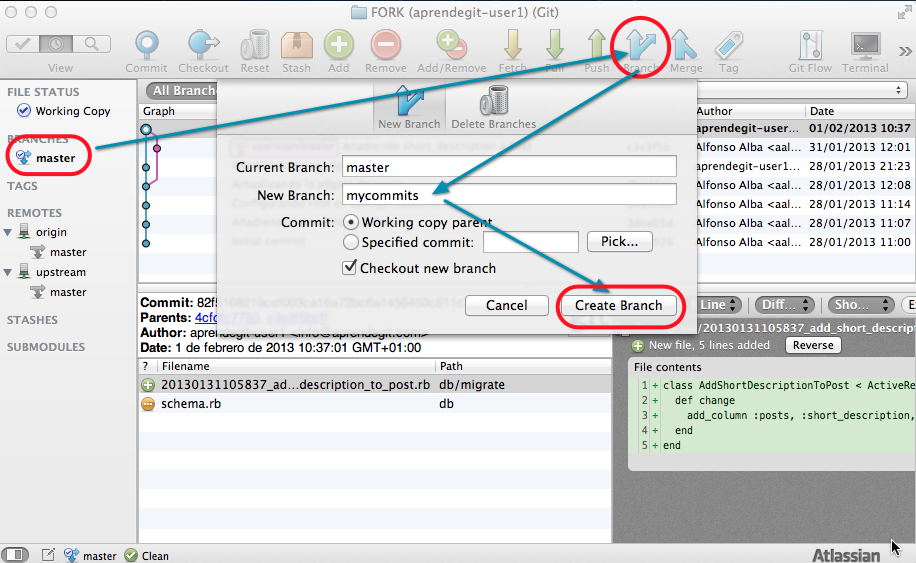 FORK (aprendegit-user1) (Git)
View
Commit
Checkout
Reset
Stash
Add
Remove
Add/Remove
Fetch
Pull
Push
Branch
Merge
Tag
Git Flow
Terminal
FILE STATUS
Working Copy
BRANCHES
master
TAGS
REMOTES
origin
master
upstream
master
STASHES
SUBMODULES
All Branches
Graph
Author
Date
aprendegit-user1...
01/02/2013 10:37
Alfonso Alba <aal...
31/01/2013 12:01
aprendegit-user1...
28/01/2013 21:23
Alfonso Alba <aal...
28/01/2013 12:08
Alfonso Alba <aal...
28/01/2013 11:14
Alfonso Alba <aal...
28/01/2013 11:07
Alfonso Alba <aal...
28/01/2013 11:00
New Branch
Delete Branches
Current Branch: master
New Branch: mycommits
Commit: Working copy parent
Specified commit:
Pick...
Checkout new branch
Cancel
Create Branch
Commit:
Parents:
Author:
Date: 1 de febrero de 2013 10:37:01 GMT+01:00
? Filename Path
20130131105837_ad...description_to_post.rb db/migrate
schema.rb db
Line
Diff...
Sho...
/20130131105837_add_short_descrip
New file, 5 lines added
Reverse
File contents
1 + class AddShortDescriptionToPost < ActiveRe
2 + def change
3 + add_column :posts, :short_description,
4 + end
5 + end
master
Clean
Atlassian